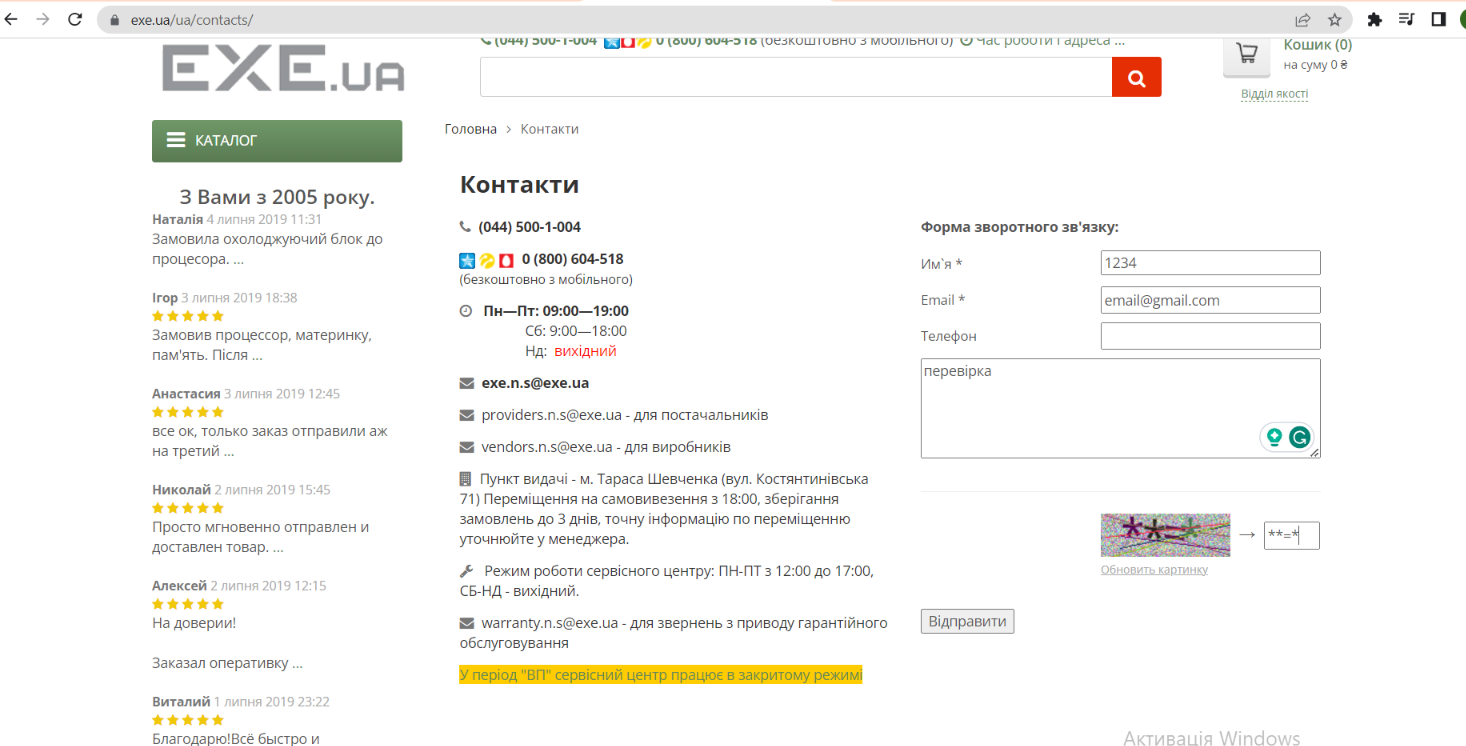 exe.ua/ua/contacts/
(044) 500-1-004 0 (800) 604-518 (безкоштовно з мобільного) Час роботи і адреса ...
EXE.UA
Кошик (0)
на суму 0 ₴
Відділ якості
КАТАЛОГ
Головна > Контакти
З Вами з 2005 року.
Наталія 4 липня 2019 11:31
Замовила охолоджуючий блок до
процесора. ...
Ігор 3 липня 2019 18:38
Замовив процессор, материнку,
пам'ять. Після ...
Анастасия 3 липня 2019 12:45
все ок, только заказ отправили аж
на третий ...
Николай 2 липня 2019 15:45
Просто мгновенно отправлен и
доставлен товар. ...
Алексей 2 липня 2019 12:15
На доверии!
Заказал оперативку ...
Виталий 1 липня 2019 23:22
Благодарю!Всё быстро и
Контакти
(044) 500-1-004
0 (800) 604-518
(безкоштовно з мобільного)
Пн—Пт: 09:00—19:00
Сб: 9:00—18:00
Нд: вихідний
exe.n.s@exe.ua
providers.n.s@exe.ua - для постачальників
vendors.n.s@exe.ua - для виробників
Пункт видачі - м. Тараса Шевченка (вул. Костянтинівська
71) Переміщення на самовивезення з 18:00, зберігання
замовлень до 3 днів, точну інформацію по переміщенню
уточнюйте у менеджера.
Режим роботи сервісного центру: ПН-ПТ з 12:00 до 17:00,
СБ-НД - вихідний.
warranty.n.s@exe.ua - для звернень з приводу гарантійного
обслуговування
У період "ВП" сервісний центр працює в закритому режимі
Форма зворотного зв'язку:
Им`я * 1234
Email * email@gmail.com
Телефон
перевірка
* * *
→ **=*
Обновить картинку
Відправити
Активація Windows